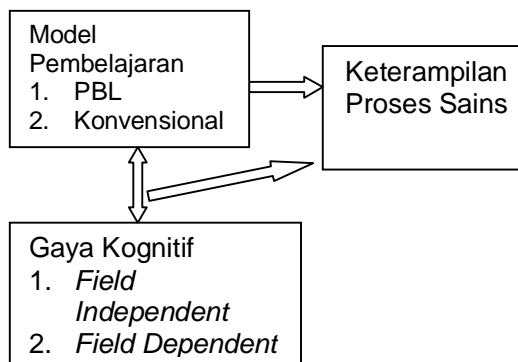 Model
Pembelajaran
1. PBL
2. Konvensional
Keterampilan
Proses Sains
Gaya Kognitif
1. Field
Independent
2. Field Dependent